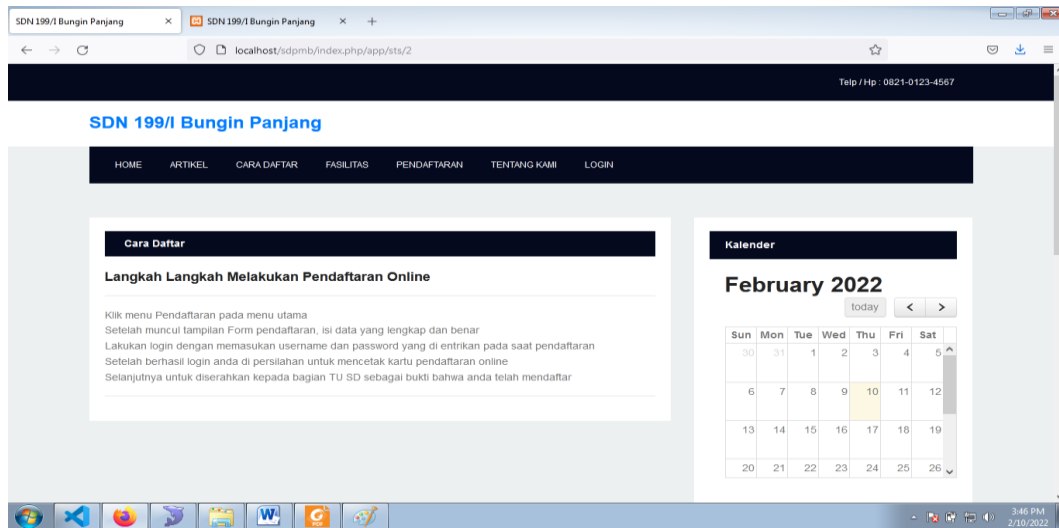 SDN 199/I Bungin Panjang
SDN 199/I Bungin Panjang
localhost/sdpmb/index.php/app/sts/2
Telp / Hp : 0821-0123-4567
SDN 199/I Bungin Panjang
HOME ARTIKEL CARA DAFTAR FASILITAS PENDAFTARAN TENTANG KAMI LOGIN
Cara Daftar
Langkah Langkah Melakukan Pendaftaran Online
Klik menu Pendaftaran pada menu utama
Setelah muncul tampilan Form pendaftaran, isi data yang lengkap dan benar
Lakukan login dengan memasukan username dan password yang di entrikan pada saat pendaftaran
Setelah berhasil login anda di persilahan untuk mencetak kartu pendaftaran online
Selanjutnya untuk diserahkan kepada bagian TU SD sebagai bukti bahwa anda telah mendaftar
Kalender
February 2022
today < >
Sun Mon Tue Wed Thu Fri Sat
30 31 1 2 3 4 5
6 7 8 9 10 11 12
13 14 15 16 17 18 19
20 21 22 23 24 25 26
3:46 PM
2/10/2022